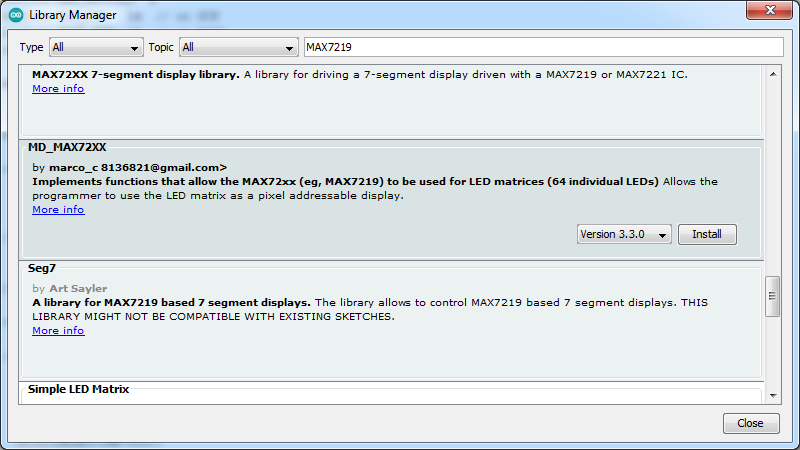 Library Manager
Type All Topic All MAX7219
MAX72XX 7-segment display library. A library for driving a 7-segment display driven with a MAX7219 or MAX7221 IC.
More info
MD_MAX72XX
by marco_c 8136821@gmail.com>
Implements functions that allow the MAX72xx (eg, MAX7219) to be used for LED matrices (64 individual LEDs) Allows the
programmer to use the LED matrix as a pixel addressable display.
More info
Version 3.3.0 Install
Seg7
by Art Sayler
A library for MAX7219 based 7 segment displays. The library allows to control MAX7219 based 7 segment displays. THIS
LIBRARY MIGHT NOT BE COMPATIBLE WITH EXISTING SKETCHES.
More info
Simple LED Matrix
Close